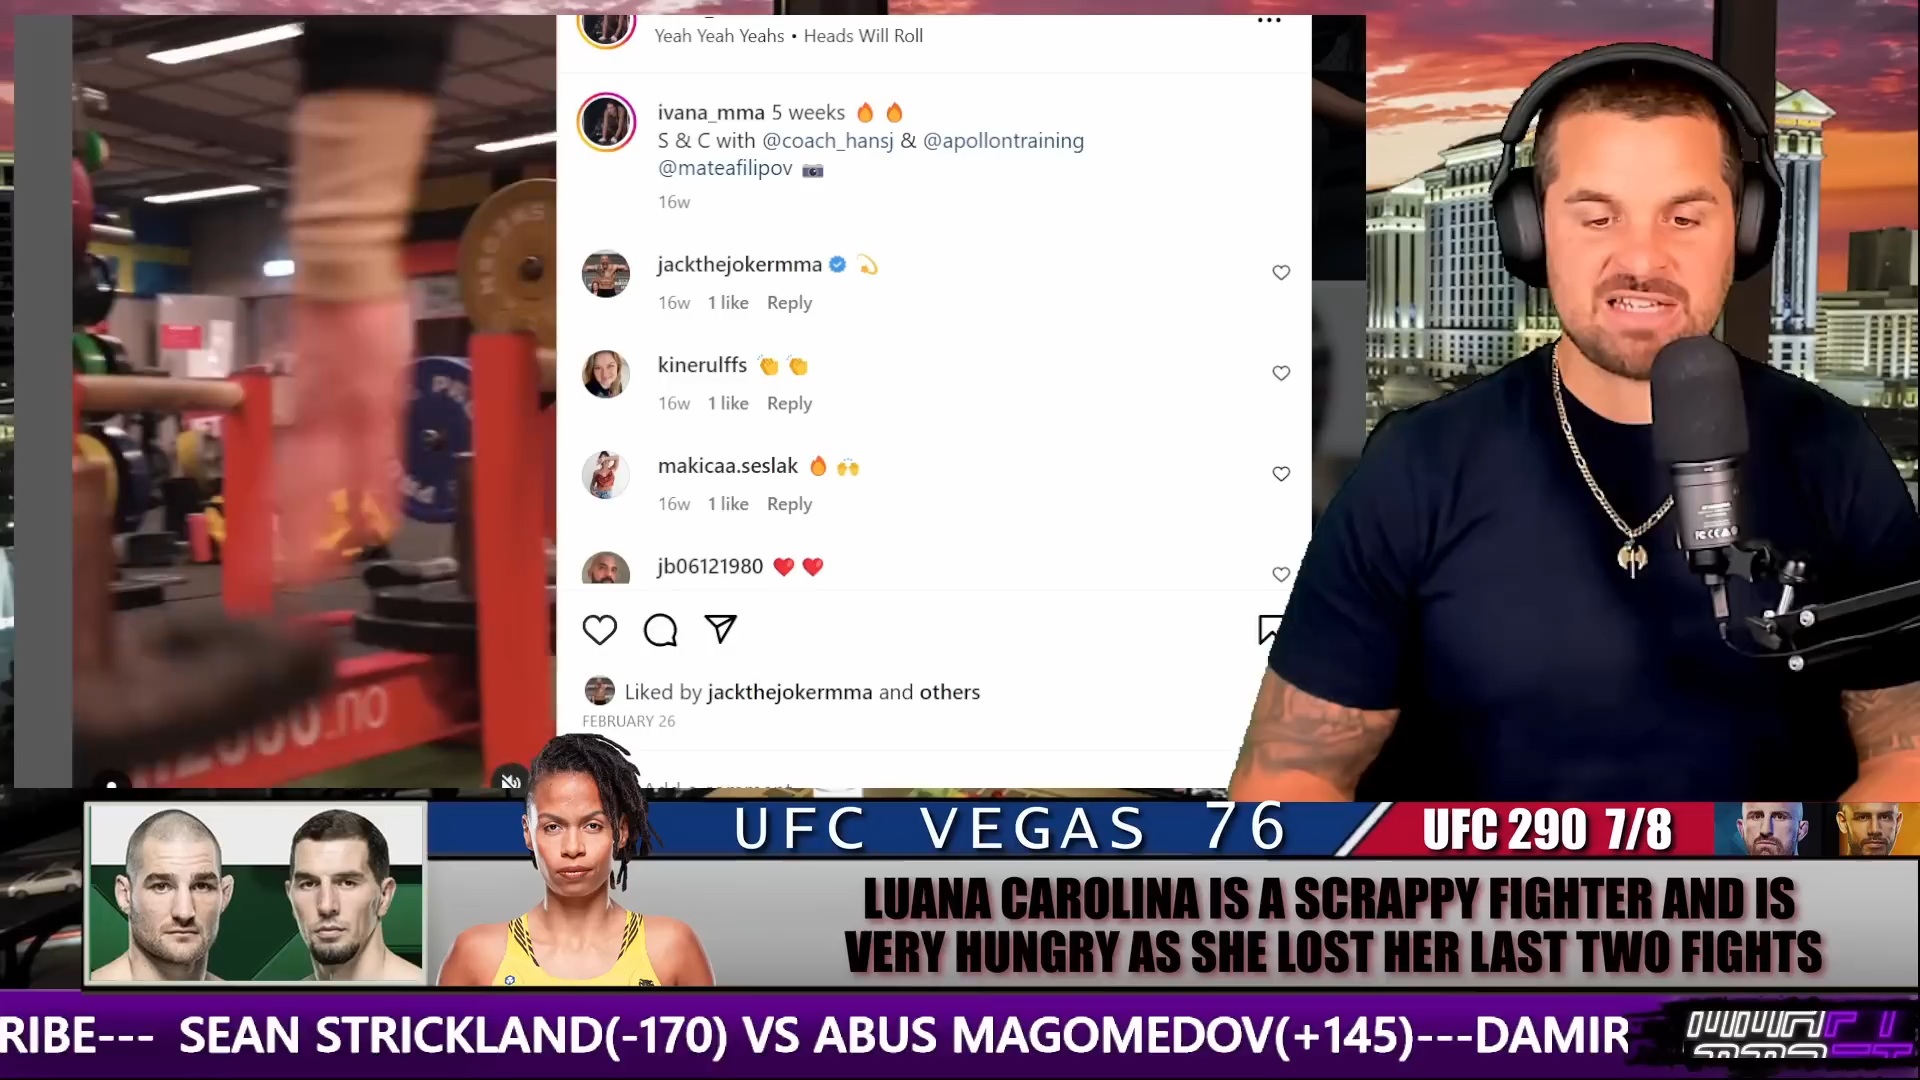 Yeah Yeah Yeahs • Heads Will Roll
ivana_mma 5 weeks 🔥 🔥
S & C with @coach_hansj & @apollontraining
@mateafilipov 📷
16w
jackthejokermma 💫
16w 1 like Reply
kinerulffs 👏 👏
16w 1 like Reply
makicaa.seslak 🔥 🙌
16w 1 like Reply
jb06121980 ❤️ ❤️
Liked by jackthejokermma and others
FEBRUARY 26
UFC VEGAS 76
UFC 290 7/8
LUANA CAROLINA IS A SCRAPPY FIGHTER AND IS
VERY HUNGRY AS SHE LOST HER LAST TWO FIGHTS
RIBE--- SEAN STRICKLAND(-170) VS ABUS MAGOMEDOV(+145)---DAMIR